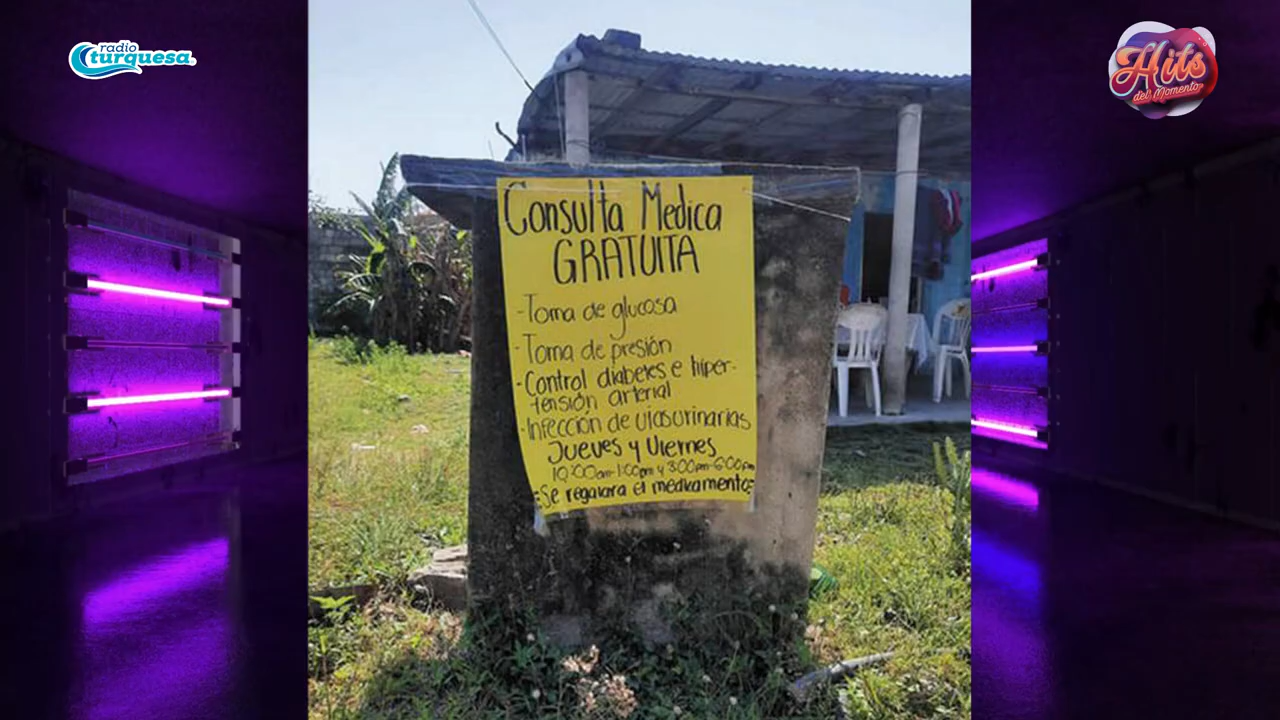 radio
turquesa
Hits
del Momento
Consulta Medica
GRATUITA
-Toma de glucosa
-Toma de presión
-Control diabetes e hiper-
tensión arterial
-Infección de vias urinarias
Jueves y Viernes
10:00am-1:00pm y 3:00pm-6:00pm
-Se regalara el medicamento-